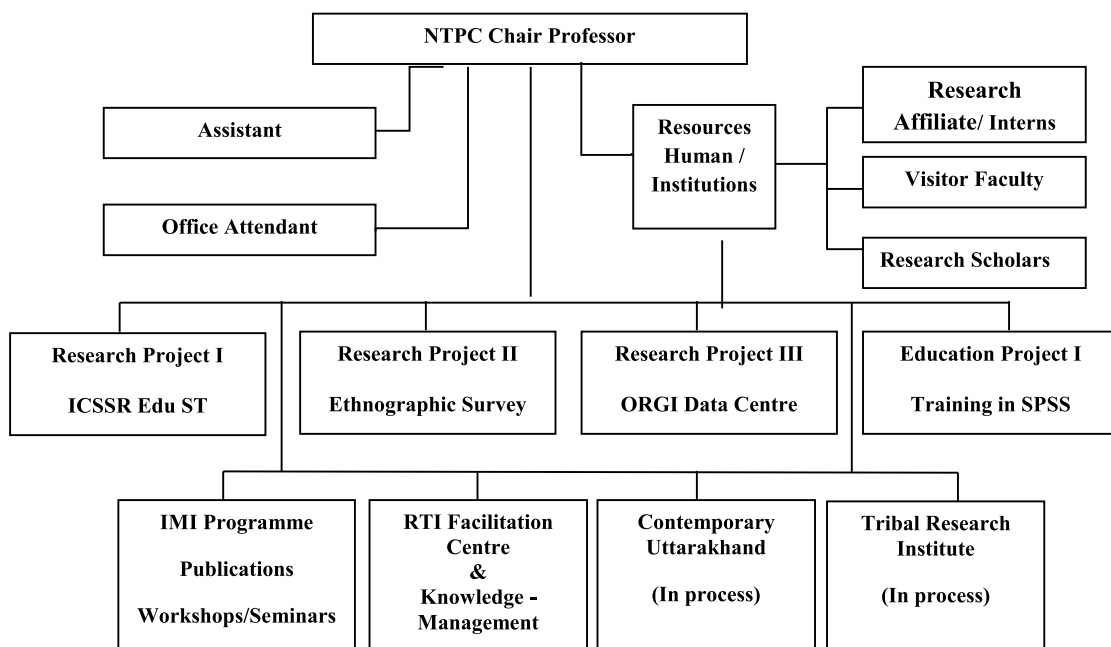 NTPC Chair Professor
Assistant
Office Attendant
Resources
Human /
Institutions
Research
Affiliate/ Interns
Visitor Faculty
Research Scholars
Research Project I
ICSSR Edu ST
Research Project II
Ethnographic Survey
Research Project III
ORGI Data Centre
Education Project I
Training in SPSS
IMI Programme
Publications
Workshops/Seminars
RTI Facilitation
Centre
&
Knowledge -
Management
Contemporary
Uttarakhand
(In process)
Tribal Research
Institute
(In process)